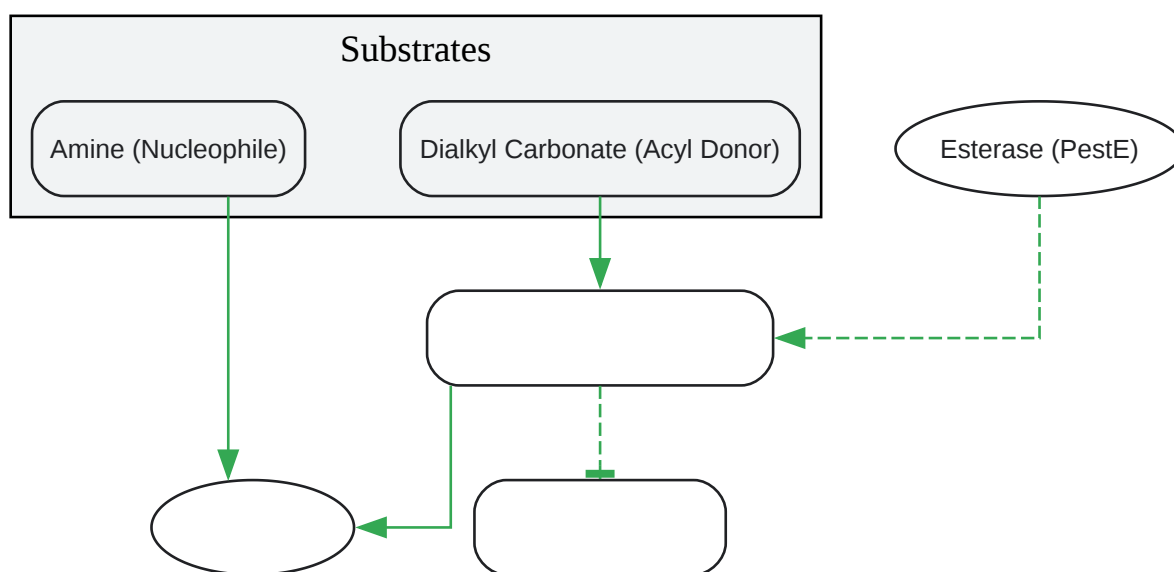 Substrates
Amine (Nucleophile)
Dialkyl Carbonate (Acyl Donor)
Esterase (PestE)